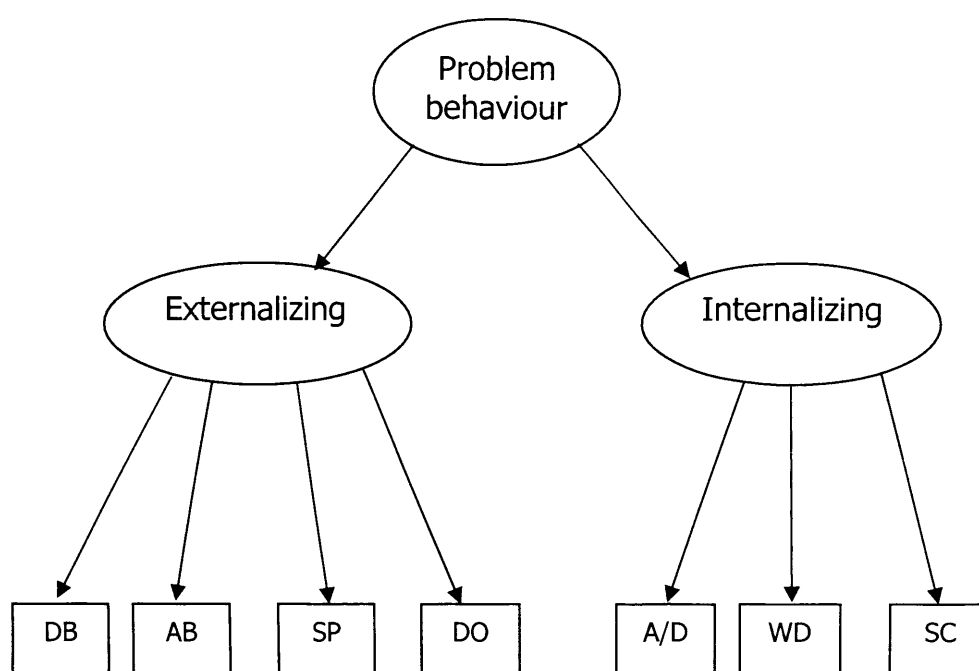 Problem
behaviour
Externalizing
Internalizing
DB
AB
SP
DO
A/D
WD
SC